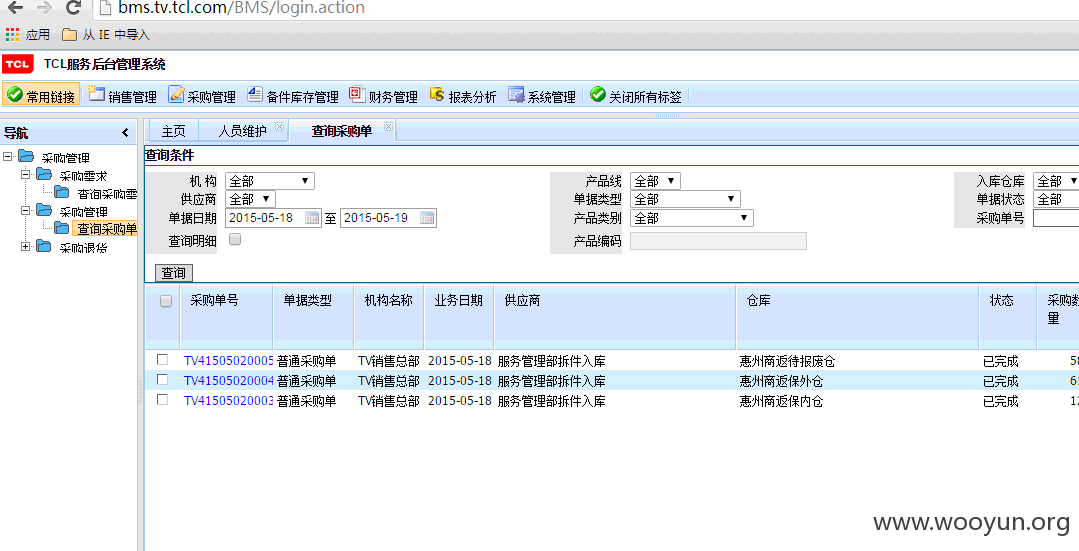 bms.tv.tcl.com/BMS/login.action
应用 从 IE 中导入
TCL TCL服务后台管理系统
常用链接 销售管理 采购管理 备件库存管理 财务管理 报表分析 系统管理 关闭所有标签
导航 主页 人员维护 查询采购单
采购管理
采购需求
查询采购需
采购管理
查询采购单
采购退货
查询条件
机 构 全部 产品线 全部 入库仓库 全部
供应商 全部 单据类型 全部 单据状态 全部
单据日期 2015-05-18 至 2015-05-19 产品类别 全部 采购单号
查询明细 产品编码
查询
采购单号 单据类型 机构名称 业务日期 供应商 仓库 状态 采购数
量
TV41505020005 普通采购单 TV销售总部 2015-05-18 服务管理部拆件入库 惠州商返待报废仓 已完成 58
TV41505020004 普通采购单 TV销售总部 2015-05-18 服务管理部拆件入库 惠州商返保外仓 已完成 61
TV41505020003 普通采购单 TV销售总部 2015-05-18 服务管理部拆件入库 惠州商返保内仓 已完成 12
www.wooyun.org